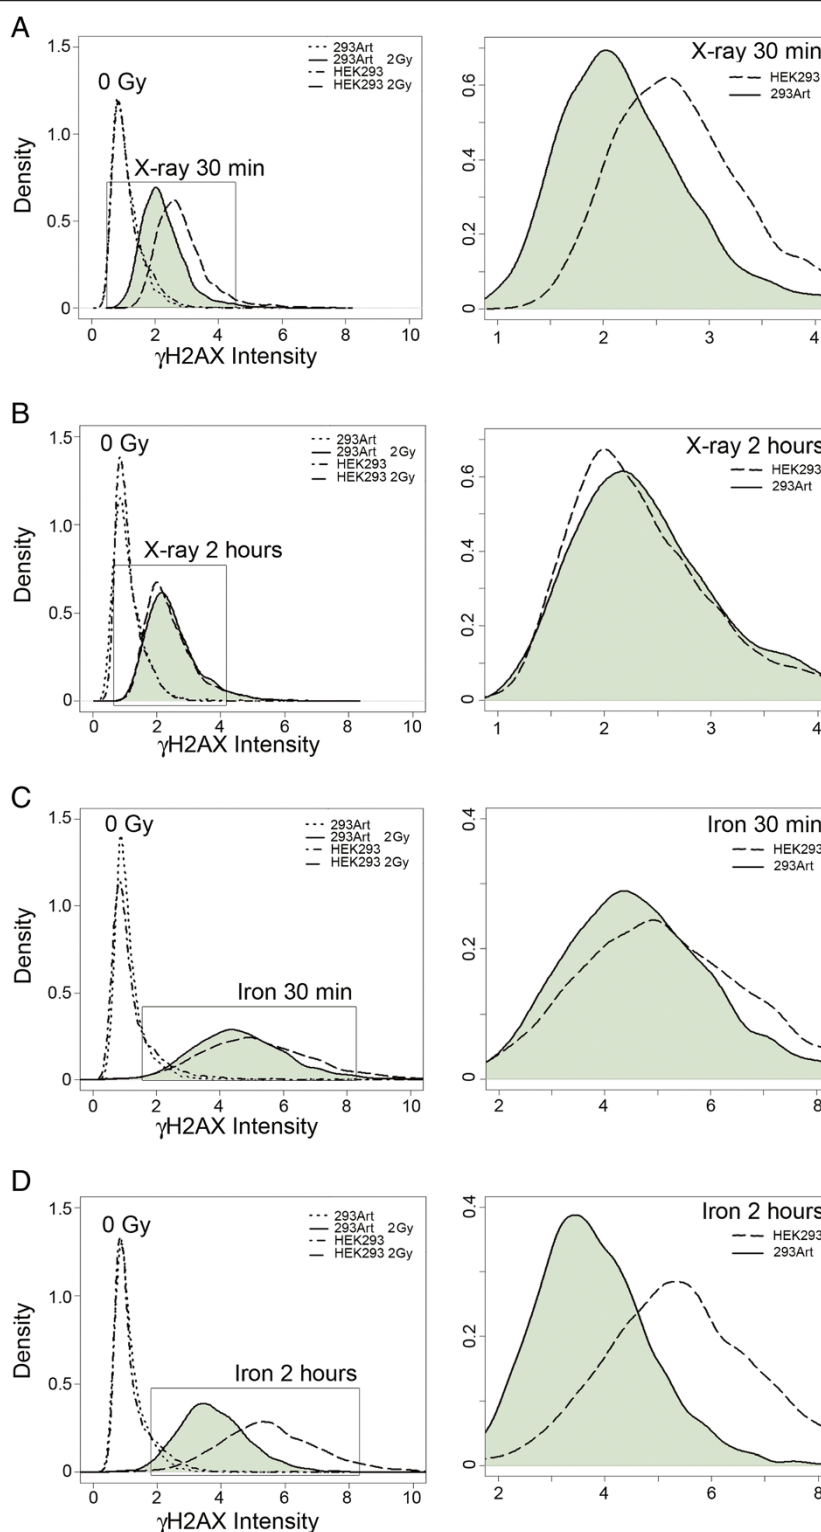 A
1.5
1.0
0.5
0
Density
0 Gy
X-ray 30 min
293Art
293Art 2Gy
HEK293
HEK293 2Gy
0 2 4 6 8 10
γH2AX Intensity
X-ray 30 min
HEK293
293Art
0.6
0.4
0.2
0
1 2 3 4
B
1.5
1.0
0.5
0
Density
0 Gy
X-ray 2 hours
293Art
293Art 2Gy
HEK293
HEK293 2Gy
0 2 4 6 8 10
γH2AX Intensity
X-ray 2 hours
HEK293
293Art
0.6
0.4
0.2
0
1 2 3 4
C
1.5
1.0
0.5
0
Density
0 Gy
Iron 30 min
293Art
293Art 2Gy
HEK293
HEK293 2Gy
0 2 4 6 8 10
γH2AX Intensity
Iron 30 min
HEK293
293Art
0.4
0.2
0
2 4 6 8
D
1.5
1.0
0.5
0
Density
0 Gy
Iron 2 hours
293Art
293Art 2Gy
HEK293
HEK293 2Gy
0 2 4 6 8 10
γH2AX Intensity
Iron 2 hours
HEK293
293Art
0.4
0.2
0
2 4 6 8